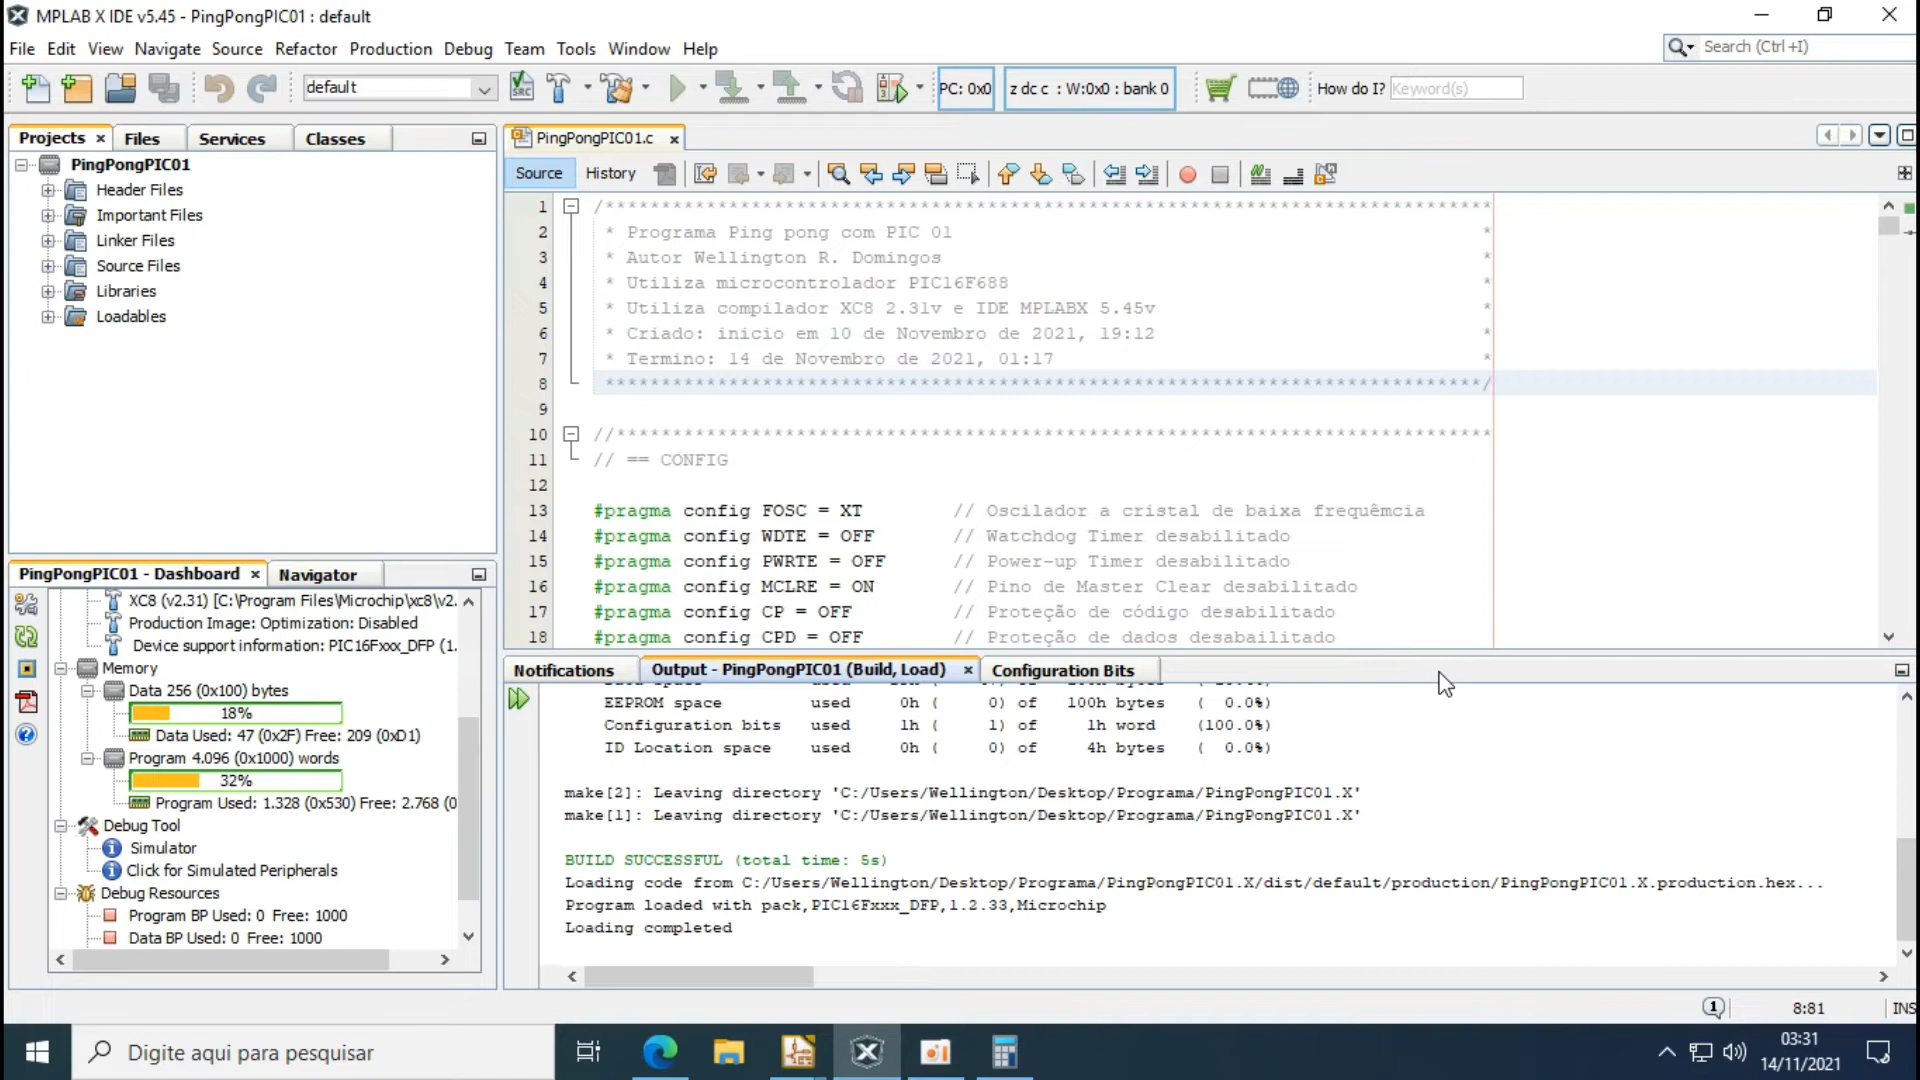 MPLAB X IDE v5.45 - PingPongPIC01 : default
File Edit View Navigate Source Refactor Production Debug Team Tools Window Help
Search (Ctrl+I)
default
PC: 0x0
z dc c : W:0x0 : bank 0
How do I?
Keyword(s)
Projects
Files
Services
Classes
PingPongPIC01
Header Files
Important Files
Linker Files
Source Files
Libraries
Loadables
PingPongPIC01 - Dashboard
Navigator
XC8 (v2.31) [C:\Program Files\Microchip\xc8\v2.
Production Image: Optimization: Disabled
Device support information: PIC16Fxxx_DFP (1.
Memory
Data 256 (0x100) bytes
18%
Data Used: 47 (0x2F) Free: 209 (0xD1)
Program 4.096 (0x1000) words
32%
Program Used: 1.328 (0x530) Free: 2.768 (0
Debug Tool
Simulator
Click for Simulated Peripherals
Debug Resources
Program BP Used: 0 Free: 1000
Data BP Used: 0 Free: 1000
PingPongPIC01.c
Source
History
1 /*******************************************************************************
2 * Programa Ping pong com PIC 01 *
3 * Autor Wellington R. Domingos *
4 * Utiliza microcontrolador PIC16F688 *
5 * Utiliza compilador XC8 2.31v e IDE MPLABX 5.45v *
6 * Criado: inicio em 10 de Novembro de 2021, 19:12 *
7 * Termino: 14 de Novembro de 2021, 01:17 *
8 ******************************************************************************/
9
10 //******************************************************************************
11 // == CONFIG
12
13 #pragma config FOSC = XT // Oscilador a cristal de baixa frequêmcia
14 #pragma config WDTE = OFF // Watchdog Timer desabilitado
15 #pragma config PWRTE = OFF // Power-up Timer desabilitado
16 #pragma config MCLRE = ON // Pino de Master Clear desabilitado
17 #pragma config CP = OFF // Proteção de código desabilitado
18 #pragma config CPD = OFF // Proteção de dados desabailitado
Notifications
Output - PingPongPIC01 (Build, Load)
Configuration Bits
EEPROM space used 0h ( 0) of 100h bytes ( 0.0%)
Configuration bits used 1h ( 1) of 1h word (100.0%)
ID Location space used 0h ( 0) of 4h bytes ( 0.0%)
make[2]: Leaving directory 'C:/Users/Wellington/Desktop/Programa/PingPongPIC01.X'
make[1]: Leaving directory 'C:/Users/Wellington/Desktop/Programa/PingPongPIC01.X'
BUILD SUCCESSFUL (total time: 5s)
Loading code from C:/Users/Wellington/Desktop/Programa/PingPongPIC01.X/dist/default/production/PingPongPIC01.X.production.hex...
Program loaded with pack,PIC16Fxxx_DFP,1.2.33,Microchip
Loading completed
1
8:81
INS
Digite aqui para pesquisar
03:31
14/11/2021